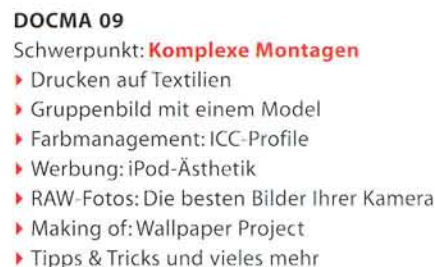 DOCMA 09
Schwerpunkt: Komplexe Montagen
Drucken auf Textilien
Gruppenbild mit einem Model
Farbmanagement: ICC-Profile
Werbung: iPod-Ästhetik
RAW-Fotos: Die besten Bilder Ihrer Kamera
Making of: Wallpaper Project
Tipps & Tricks und vieles mehr